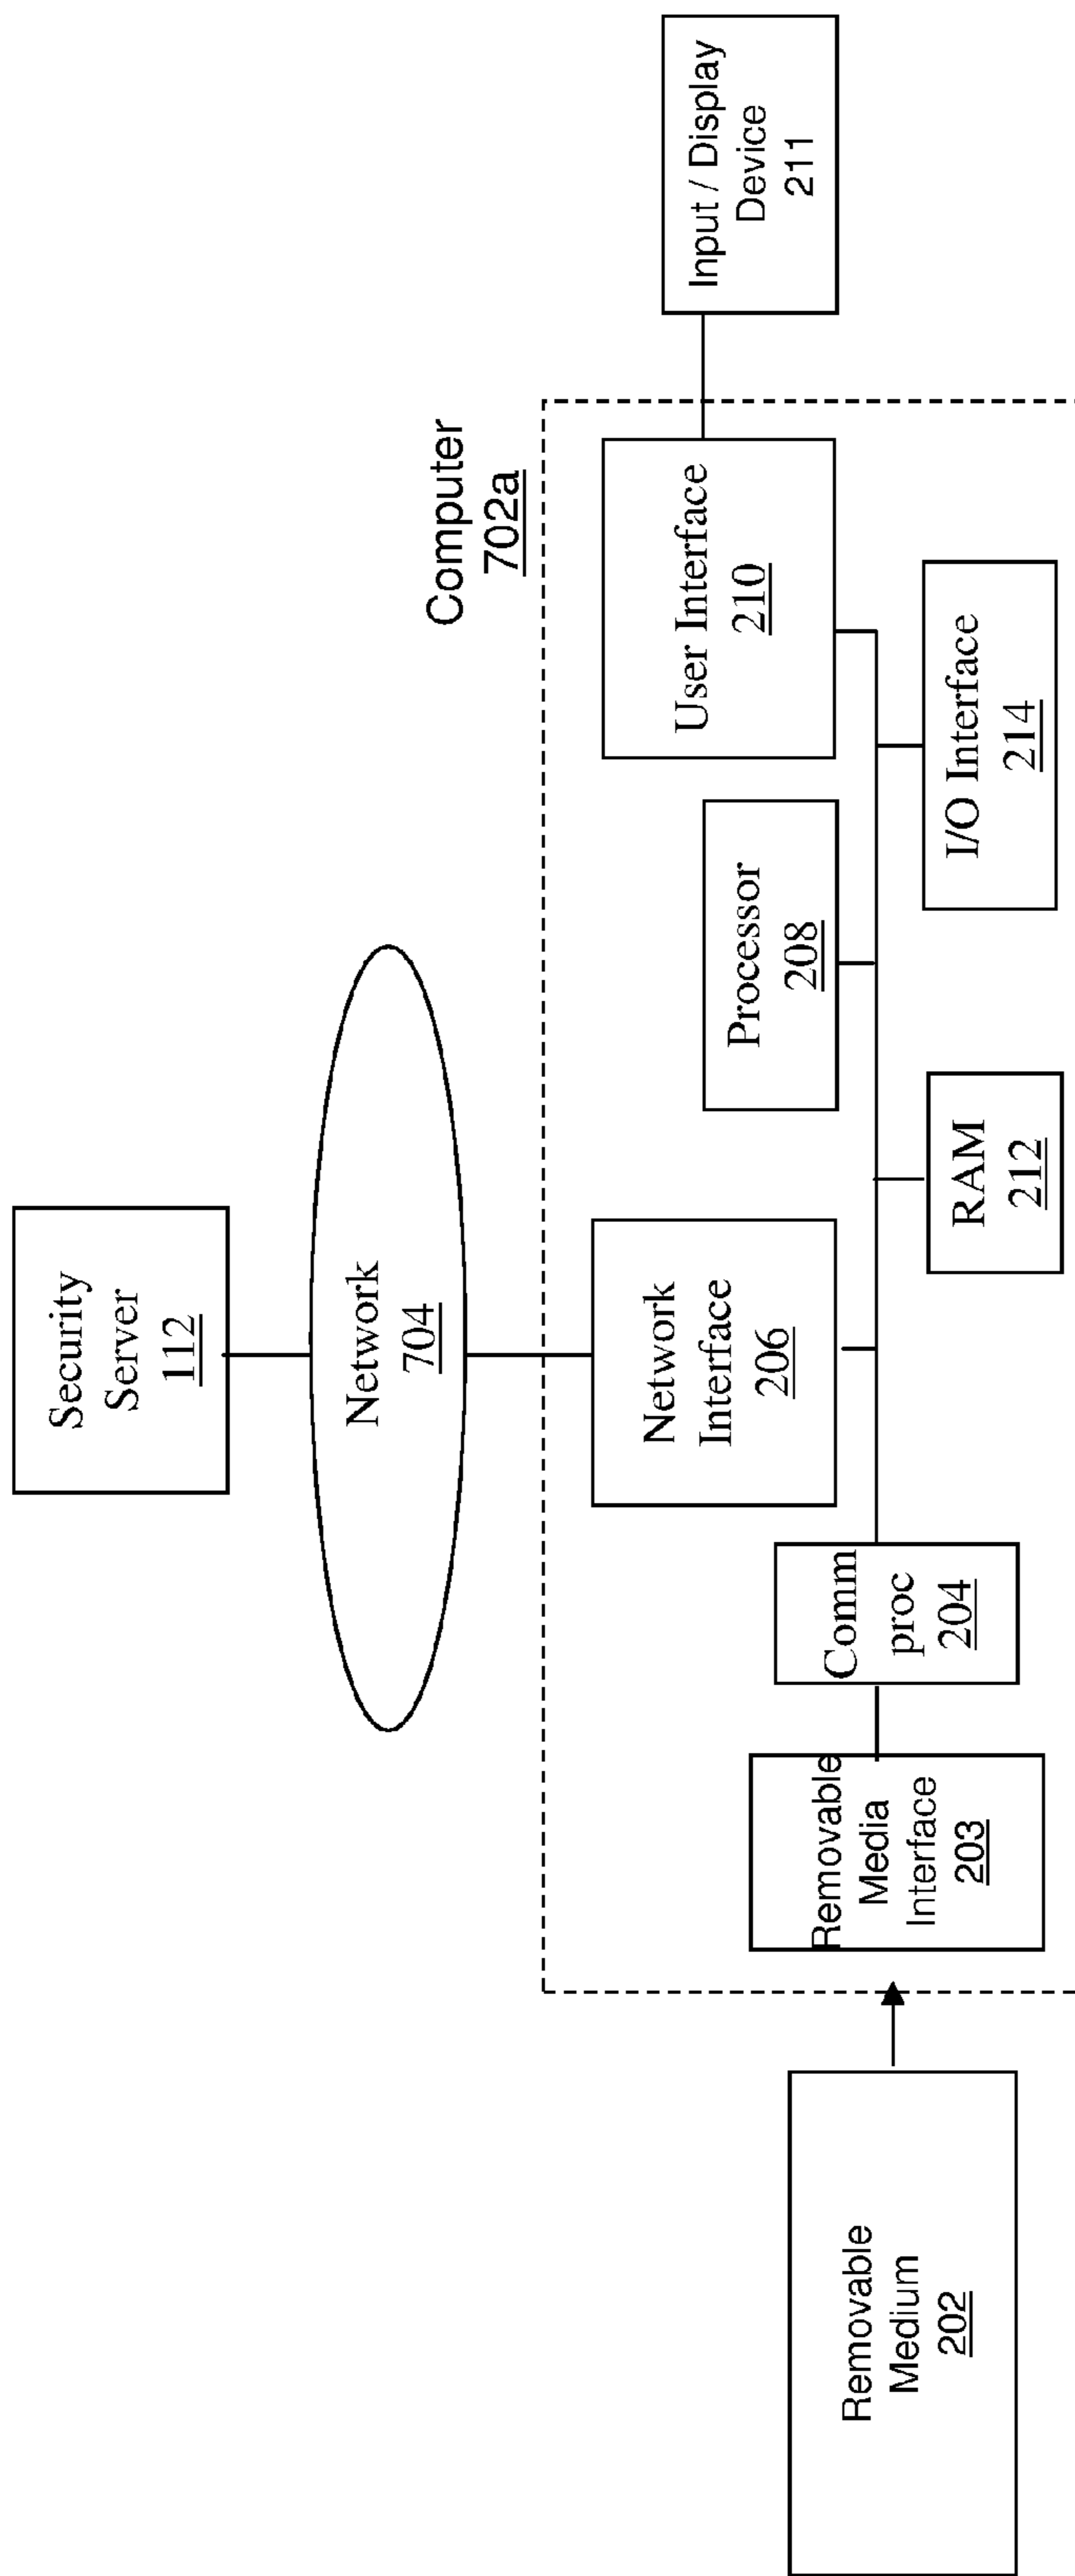 Security
Server
112
Network
704
Computer
702a
Removable
Medium
202
Removable
Media
Interface
203
Comm
proc
204
Network
Interface
206
Processor
208
User Interface
210
Input / Display
Device
211
RAM
212
I/O Interface
214